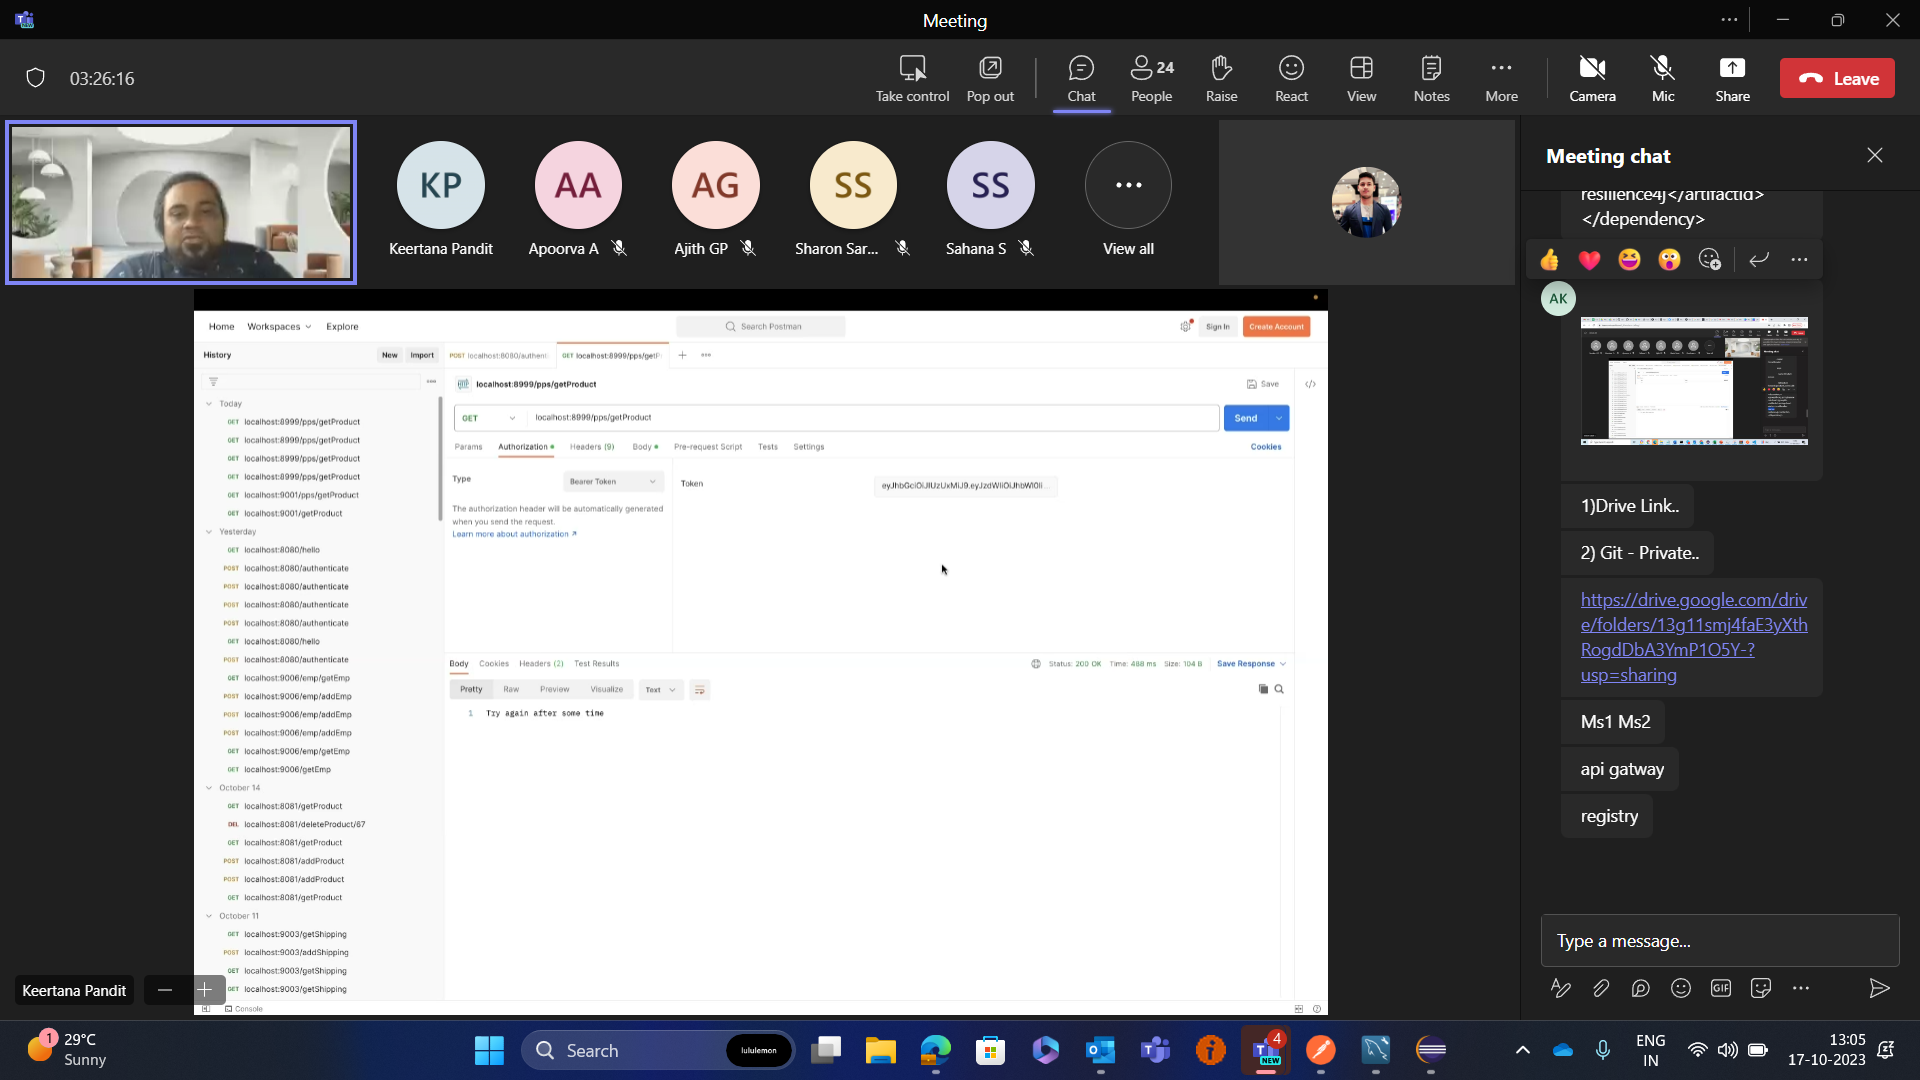 Meeting
03:26:16
Take control
Pop out
Chat
24
People
Raise
React
View
Notes
More
Camera
Mic
Share
Leave
KP
Keertana Pandit
AA
Apoorva A
AG
Ajith GP
SS
Sharon Sar...
SS
Sahana S
View all
Home Workspaces Explore
Search Postman
Sign In
Create Account
History
New
Import
POST localhost:8080/authen
GET localhost:8999/pps/getP
localhost:8999/pps/getProduct
Save
GET
localhost:8999/pps/getProduct
Send
Params Authorization Headers (9) Body Pre-request Script Tests Settings
Cookies
Type
Bearer Token
The authorization header will be automatically generated
when you send the request.
Learn more about authorization
Token
Today
GET localhost:8999/pps/getProduct
GET localhost:8999/pps/getProduct
GET localhost:8999/pps/getProduct
GET localhost:8999/pps/getProduct
GET localhost:9001/pps/getProduct
GET localhost:9001/getProduct
Yesterday
GET localhost:8080/hello
POST localhost:8080/authenticate
POST localhost:8080/authenticate
POST localhost:8080/authenticate
POST localhost:8080/authenticate
GET localhost:8080/hello
POST localhost:8080/authenticate
GET localhost:9006/emp/getEmp
POST localhost:9006/emp/addEmp
POST localhost:9006/emp/addEmp
POST localhost:9006/emp/addEmp
GET localhost:9006/emp/getEmp
GET localhost:9006/getEmp
October 14
GET localhost:8081/getProduct
DEL localhost:8081/deleteProduct/67
GET localhost:8081/getProduct
POST localhost:8081/addProduct
POST localhost:8081/addProduct
GET localhost:8081/getProduct
October 11
GET localhost:9003/getShipping
POST localhost:9003/addShipping
GET localhost:9003/getShipping
GET localhost:9003/getShipping
Console
Body Cookies Headers (2) Test Results
Status: 200 OK Time: 488 ms Size: 104 B
Save Response
Pretty Raw Preview Visualize Text
1 Try again after some time
Keertana Pandit
Meeting chat
resilience4j</artifactId>
</dependency>
AK
1)Drive Link..
2) Git - Private..
https://drive.google.com/driv
e/folders/13g11smj4faE3yXth
RogdDbA3YmP1O5Y-?
usp=sharing
Ms1 Ms2
api gatway
registry
Type a message...
GIF
1
29°C
Sunny
Search
lululemon
4
NEW
ENG
IN
13:05
17-10-2023